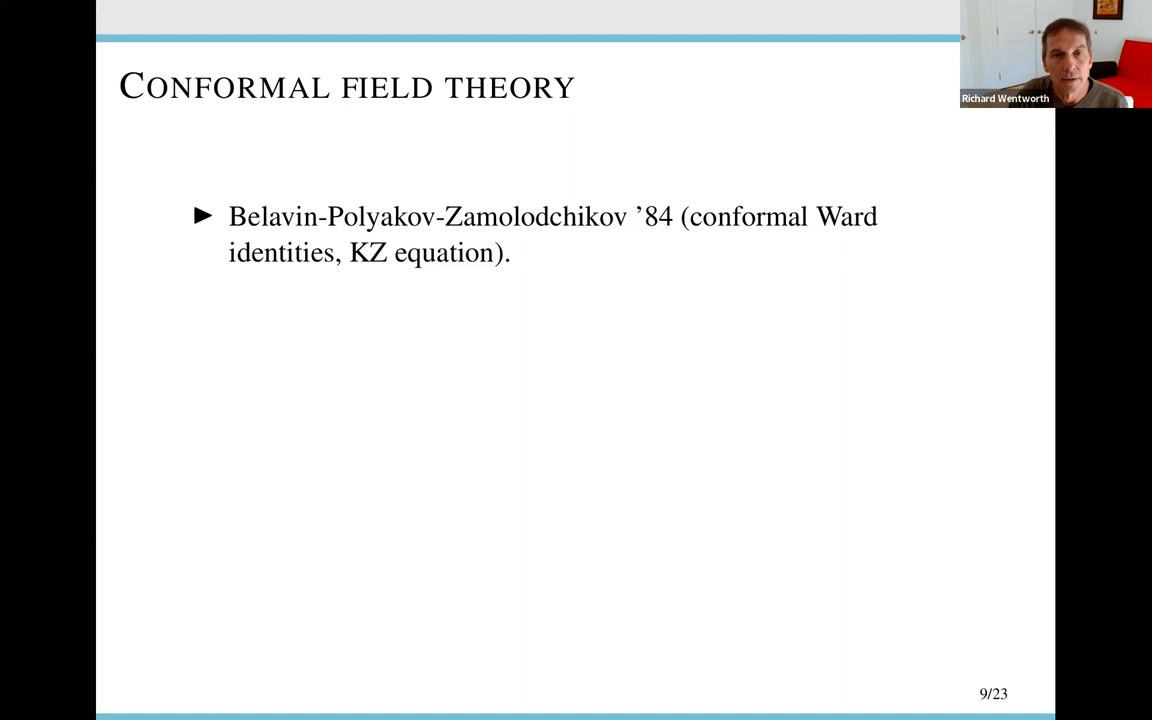 CONFORMAL FIELD THEORY
Richard Wentworth
► Belavin-Polyakov-Zamolodchikov ’84 (conformal Ward
identities, KZ equation).
9/23